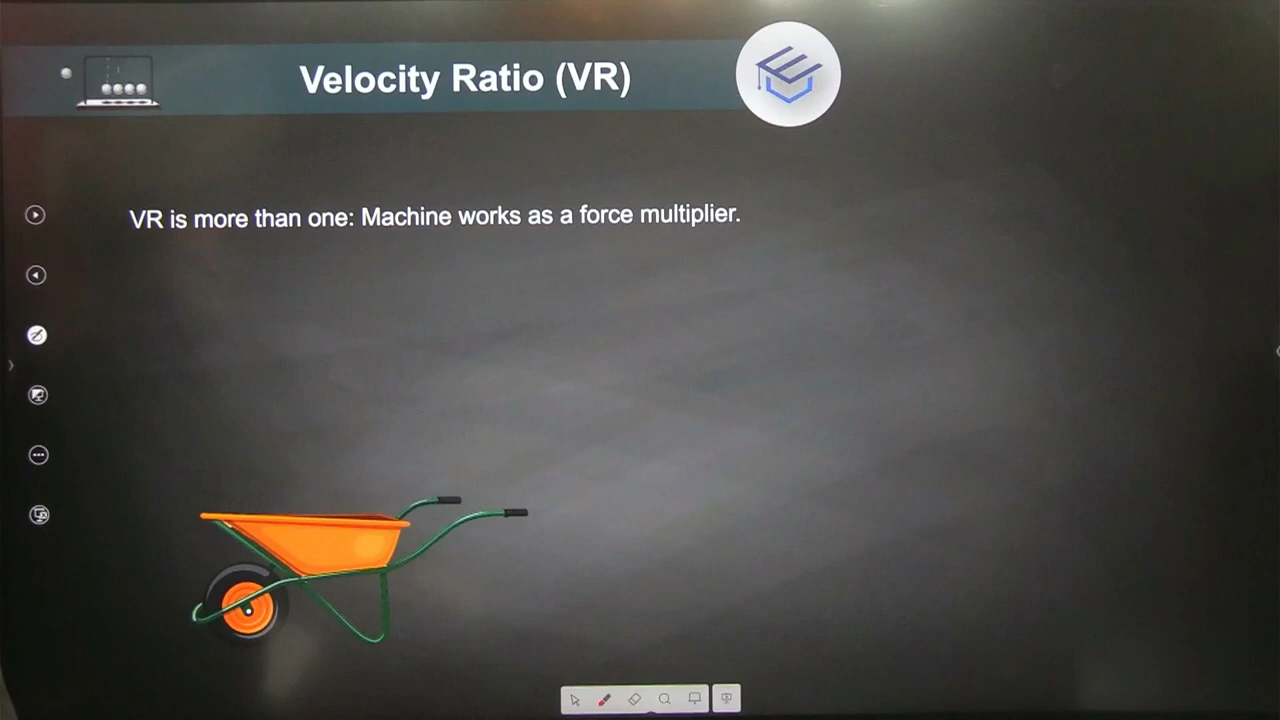 Velocity Ratio (VR)
VR is more than one: Machine works as a force multiplier.